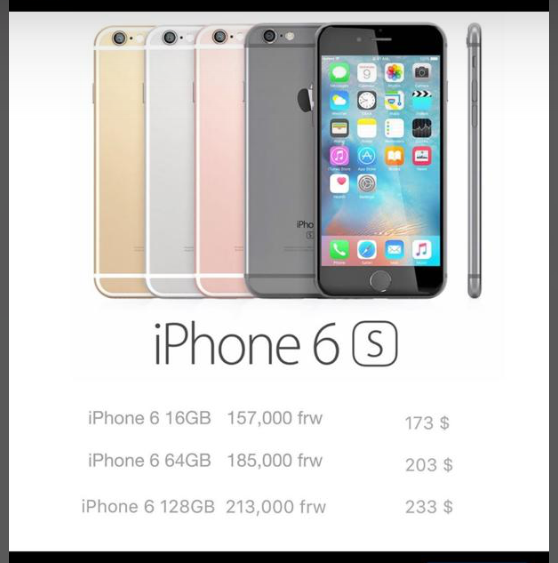 iPhone 6 S
iPhone 6 16GB 157,000 frw 173 $
iPhone 6 64GB 185,000 frw 203 $
iPhone 6 128GB 213,000 frw 233 $